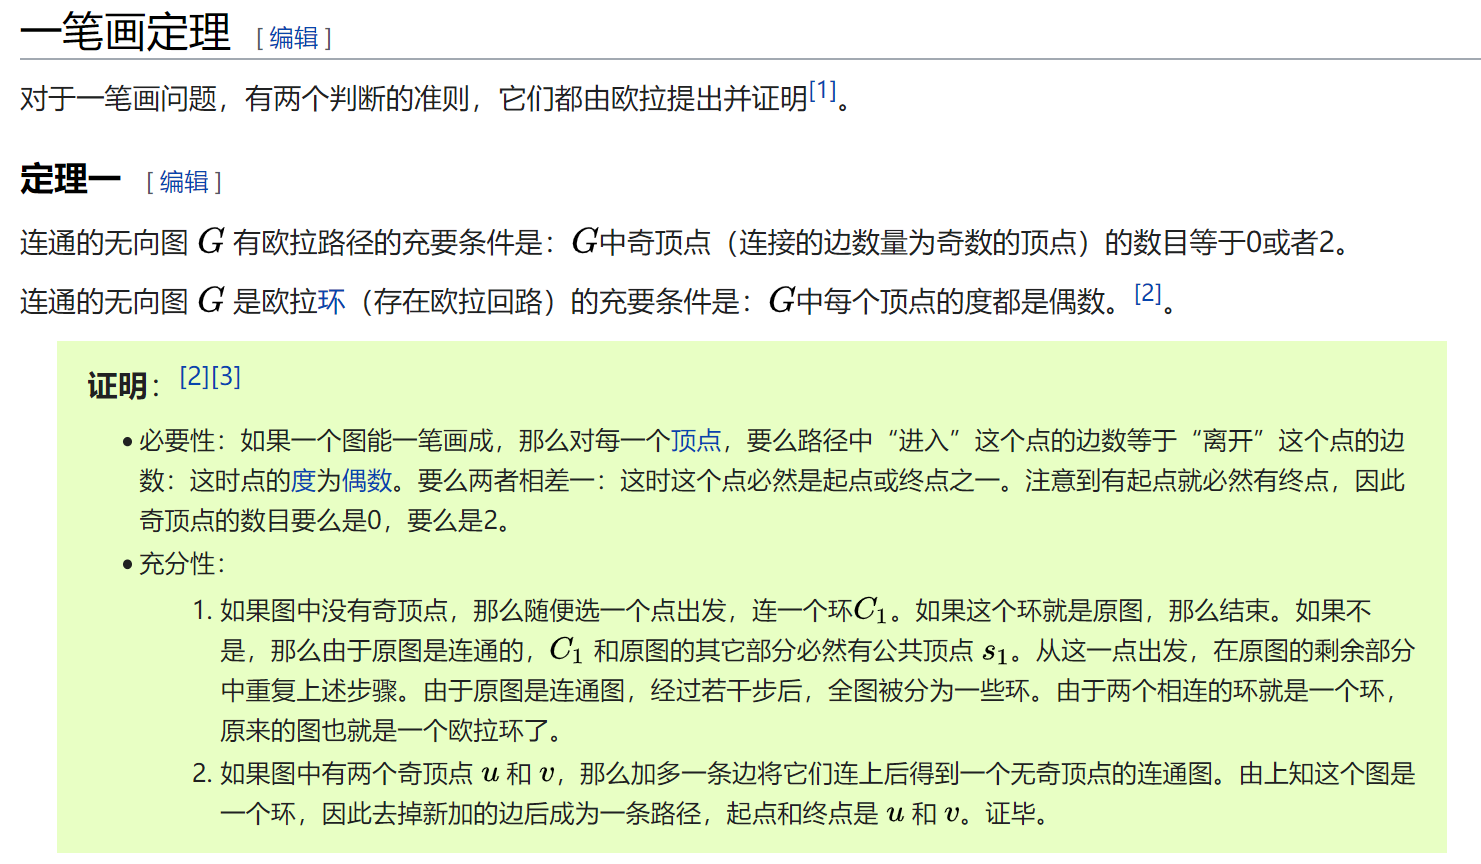 一笔画定理 [编辑]
对于一笔画问题，有两个判断的准则，它们都由欧拉提出并证明[1]。
定理一 [编辑]
连通的无向图 G 有欧拉路径的充要条件是：G中奇顶点（连接的边数量为奇数的顶点）的数目等于0或者2。
连通的无向图 G 是欧拉环（存在欧拉回路）的充要条件是：G中每个顶点的度都是偶数。[2]。
证明：[2][3]
• 必要性：如果一个图能一笔画成，那么对每一个顶点，要么路径中“进入”这个点的边数等于“离开”这个点的边
数：这时点的度为偶数。要么两者相差一：这时这个点必然是起点或终点之一。注意到有起点就必然有终点，因此
奇顶点的数目要么是0，要么是2。
• 充分性：
1. 如果图中没有奇顶点，那么随便选一个点出发，连一个环C₁。如果这个环就是原图，那么结束。如果不
是，那么由于原图是连通的，C₁ 和原图的其它部分必然有公共顶点 s₁。从这一点出发，在原图的剩余部分
中重复上述步骤。由于原图是连通图，经过若干步后，全图被分为一些环。由于两个相连的环就是一个环，
原来的图也就是一个欧拉环了。
2. 如果图中有两个奇顶点 u 和 v，那么加多一条边将它们连上后得到一个无奇顶点的连通图。由上知这个图是
一个环，因此去掉新加的边后成为一条路径，起点和终点是 u 和 v。证毕。